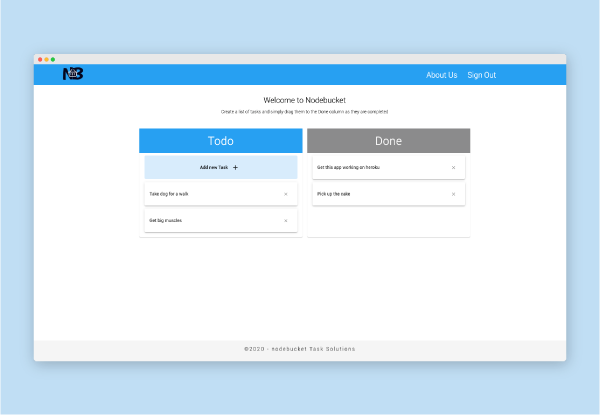 NB
About Us
Sign Out
Welcome to Nodebucket
Create a list of tasks and simply drag them to the Done column as they are completed
Todo
Done
Add new Task +
Take dog for a walk ×
Get big muscles ×
Get this app working on heroku ×
Pick up the cake ×
©2020 - Nodebucket Task Solutions